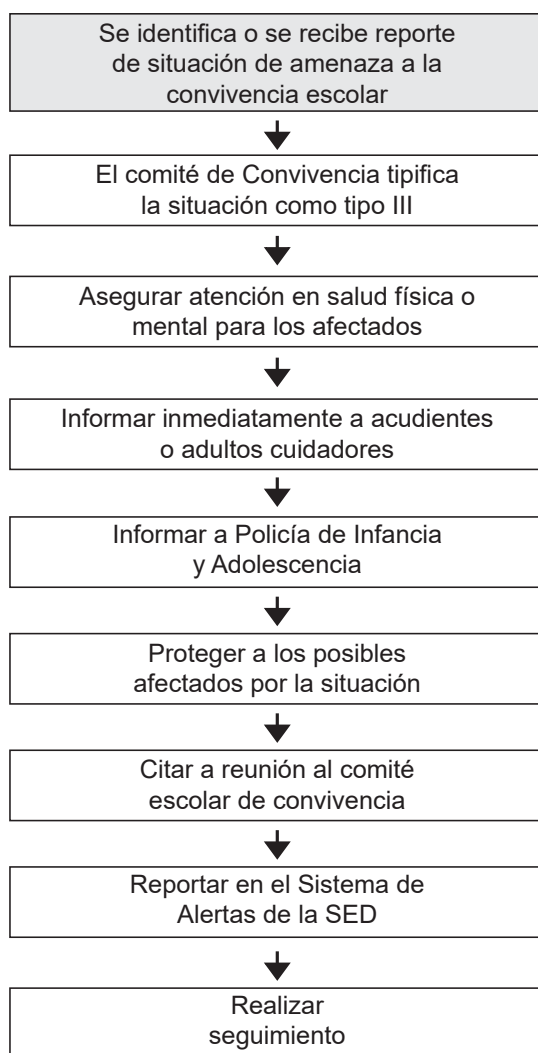 Se identifica o se recibe reporte
de situación de amenaza a la
convivencia escolar
El comité de Convivencia tipifica
la situación como tipo III
Asegurar atención en salud física o
mental para los afectados
Informar inmediatamente a acudientes
o adultos cuidadores
Informar a Policía de Infancia
y Adolescencia
Proteger a los posibles
afectados por la situación
Citar a reunión al comité
escolar de convivencia
Reportar en el Sistema de
Alertas de la SED
Realizar
seguimiento